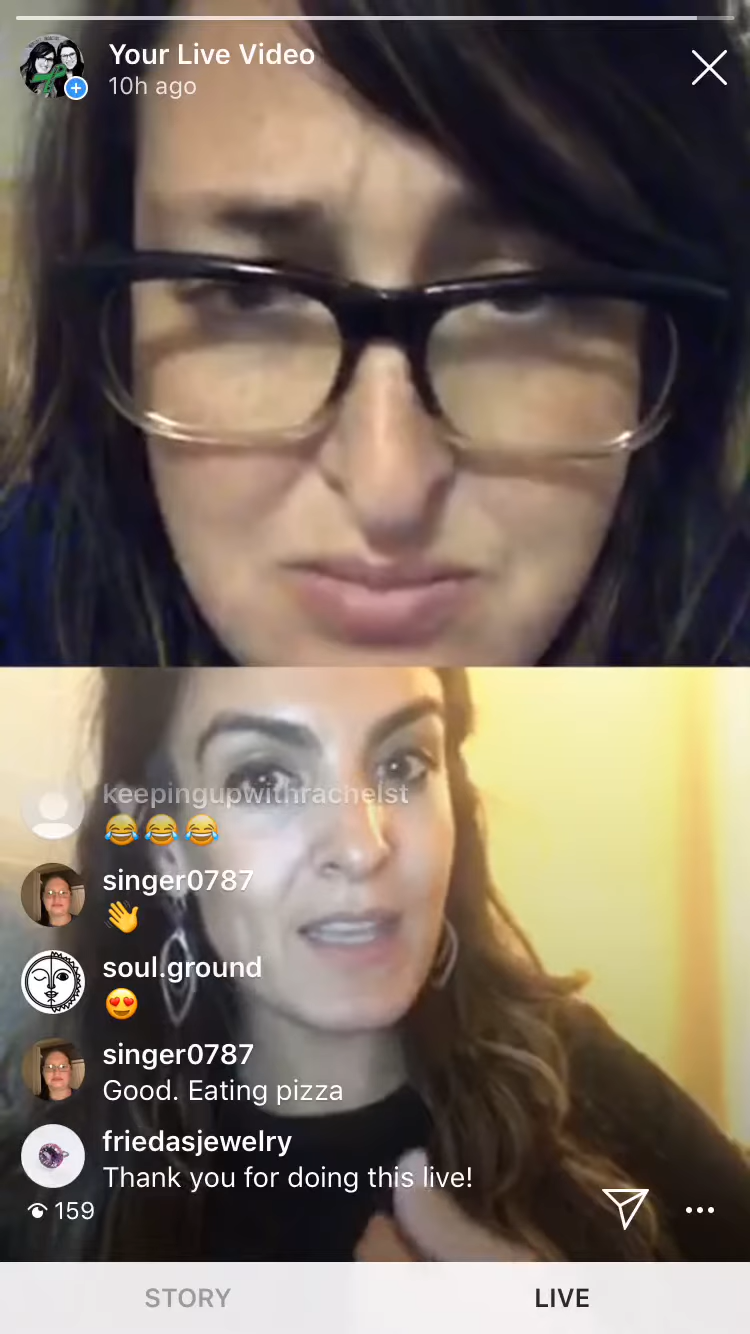 Your Live Video
10h ago
keepingupwithrachelst
😂😂😂
singer0787
👋
soul.ground
😍
singer0787
Good. Eating pizza
friedasjewelry
Thank you for doing this live!
159
STORY
LIVE